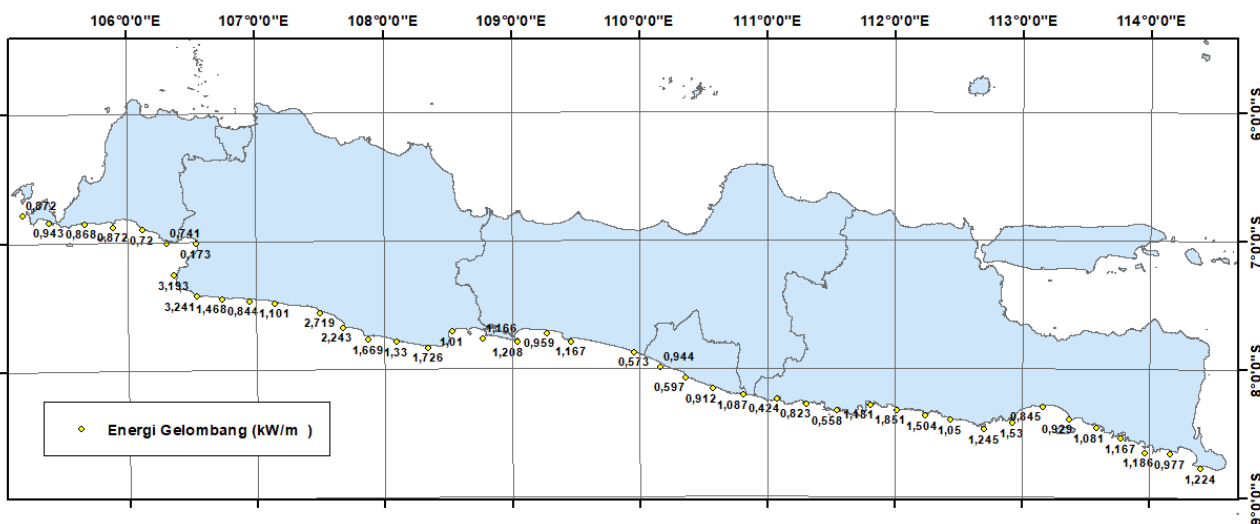 106°0'0"E 107°0'0"E 108°0'0"E 109°0'0"E 110°0'0"E 111°0'0"E 112°0'0"E 113°0'0"E 114°0'0"E
6°0'0"S
0,872
0,943 0,868 0,872 0,72 0,741
0,173
7°0'0"S
3,193
3,241 1,468 0,844 1,101
2,719
2,243
1,669 1,33 1,726
1,01 1,166
1,208 0,959 1,167
0,573 0,944
0,597
8°0'0"S
0,912 1,087 0,424 0,823 0,558 1,181 1,851 1,504 1,05
1,245 1,53 0,845 0,929 1,081
1,167
1,186 0,977
1,224
Energi Gelombang (kW/m )
9°0'0"S